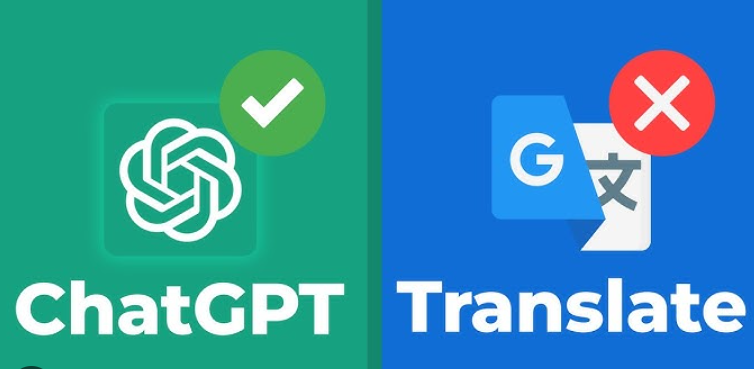 G 文
ChatGPT
Translate